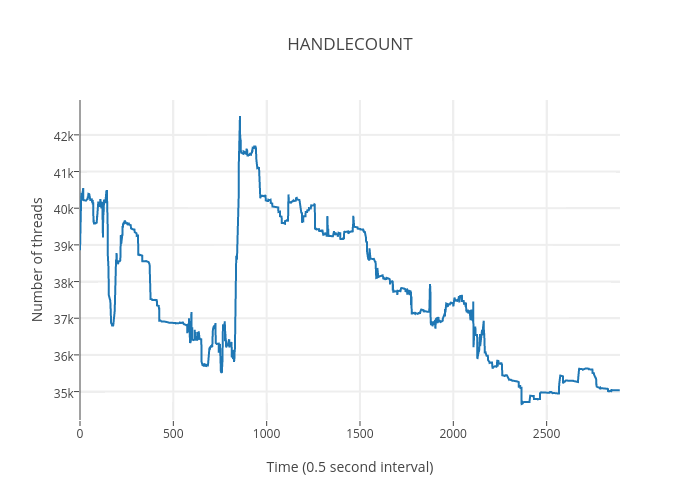 HANDLECOUNT
42k
41k
40k
39k
38k
37k
36k
35k
Number of threads
0 500 1000 1500 2000 2500
Time (0.5 second interval)